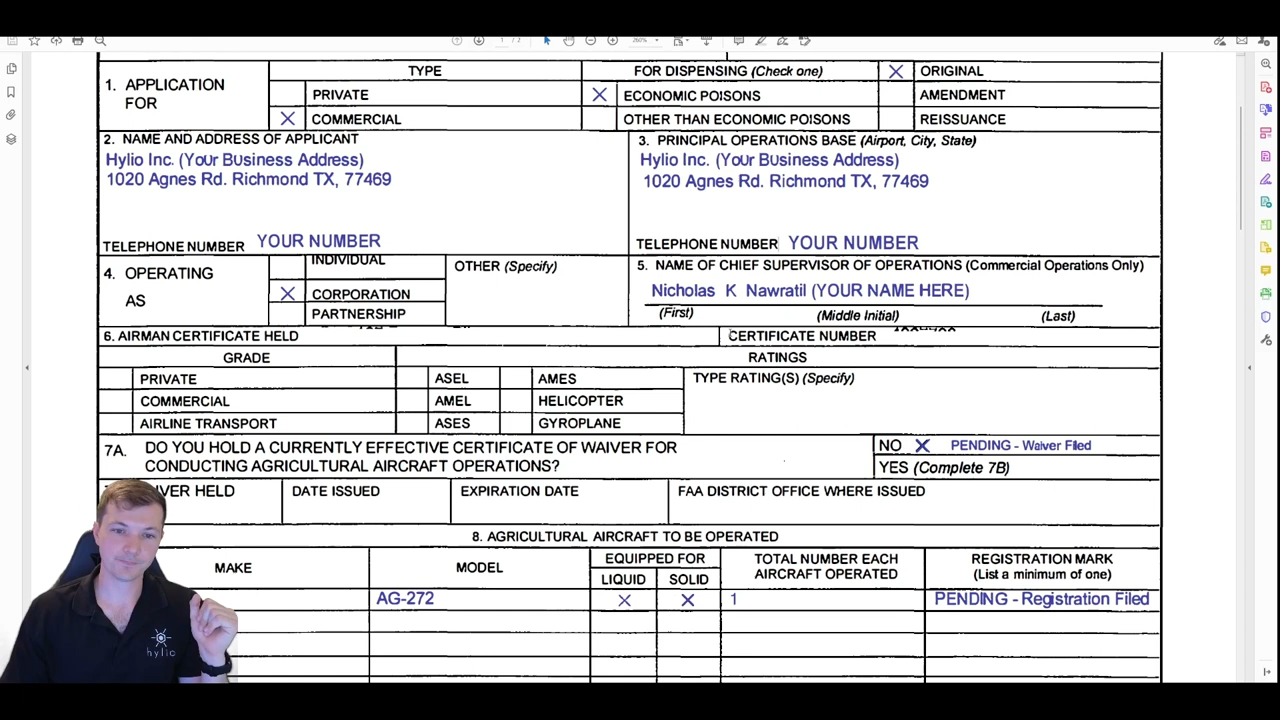 TYPE
FOR DISPENSING (Check one)
X ORIGINAL
1. APPLICATION FOR
PRIVATE
X ECONOMIC POISONS
AMENDMENT
X COMMERCIAL
OTHER THAN ECONOMIC POISONS
REISSUANCE
2. NAME AND ADDRESS OF APPLICANT
Hylio Inc. (Your Business Address)
1020 Agnes Rd. Richmond TX, 77469
TELEPHONE NUMBER YOUR NUMBER
3. PRINCIPAL OPERATIONS BASE (Airport, City, State)
Hylio Inc. (Your Business Address)
1020 Agnes Rd. Richmond TX, 77469
TELEPHONE NUMBER YOUR NUMBER
4. OPERATING AS
INDIVIDUAL
X CORPORATION
PARTNERSHIP
OTHER (Specify)
5. NAME OF CHIEF SUPERVISOR OF OPERATIONS (Commercial Operations Only)
Nicholas K Nawratil (YOUR NAME HERE)
(First) (Middle Initial) (Last)
6. AIRMAN CERTIFICATE HELD
CERTIFICATE NUMBER
GRADE
RATINGS
PRIVATE
ASEL
AMES
TYPE RATING(S) (Specify)
COMMERCIAL
AMEL
HELICOPTER
AIRLINE TRANSPORT
ASES
GYROPLANE
7A. DO YOU HOLD A CURRENTLY EFFECTIVE CERTIFICATE OF WAIVER FOR
CONDUCTING AGRICULTURAL AIRCRAFT OPERATIONS?
NO X PENDING - Waiver Filed
YES (Complete 7B)
HELD
DATE ISSUED
EXPIRATION DATE
FAA DISTRICT OFFICE WHERE ISSUED
8. AGRICULTURAL AIRCRAFT TO BE OPERATED
MAKE
MODEL
EQUIPPED FOR
LIQUID
SOLID
TOTAL NUMBER EACH
AIRCRAFT OPERATED
REGISTRATION MARK
(List a minimum of one)
AG-272
X
X
1
PENDING - Registration Filed
hylio